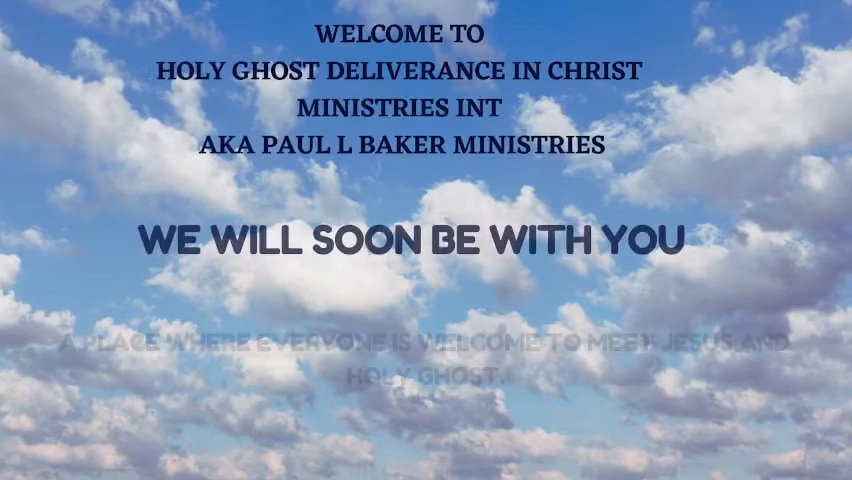 WELCOME TO
HOLY GHOST DELIVERANCE IN CHRIST
MINISTRIES INT
AKA PAUL L BAKER MINISTRIES
WE WILL SOON BE WITH YOU
A PLACE WHERE EVERYONE IS WELCOME TO MEET JESUS AND
HOLY GHOST.